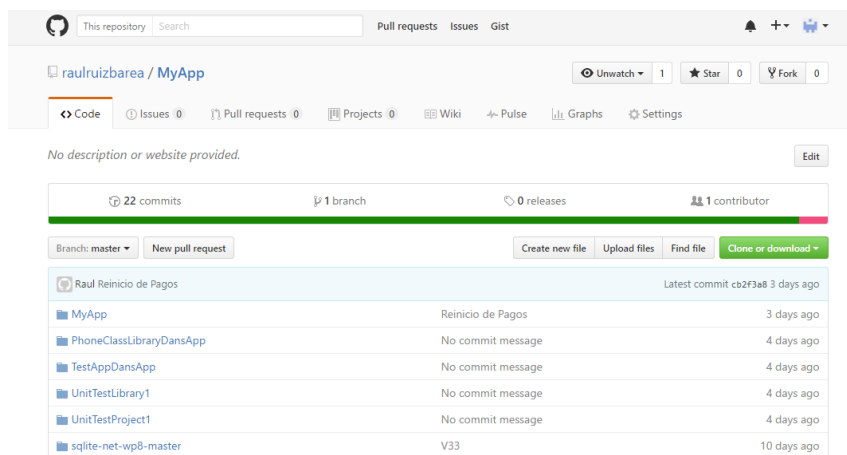 This repository Search Pull requests Issues Gist
raulruizbarea / MyApp Unwatch 1 Star 0 Fork 0
Code Issues 0 Pull requests 0 Projects 0 Wiki Pulse Graphs Settings
No description or website provided. Edit
22 commits 1 branch 0 releases 1 contributor
Branch: master New pull request Create new file Upload files Find file Clone or download
Raul Reinicio de Pagos Latest commit cb2f3a8 3 days ago
MyApp Reinicio de Pagos 3 days ago
PhoneClassLibraryDansApp No commit message 4 days ago
TestAppDansApp No commit message 4 days ago
UnitTestLibrary1 No commit message 4 days ago
UnitTestProject1 No commit message 4 days ago
sqlite-net-wp8-master V33 10 days ago